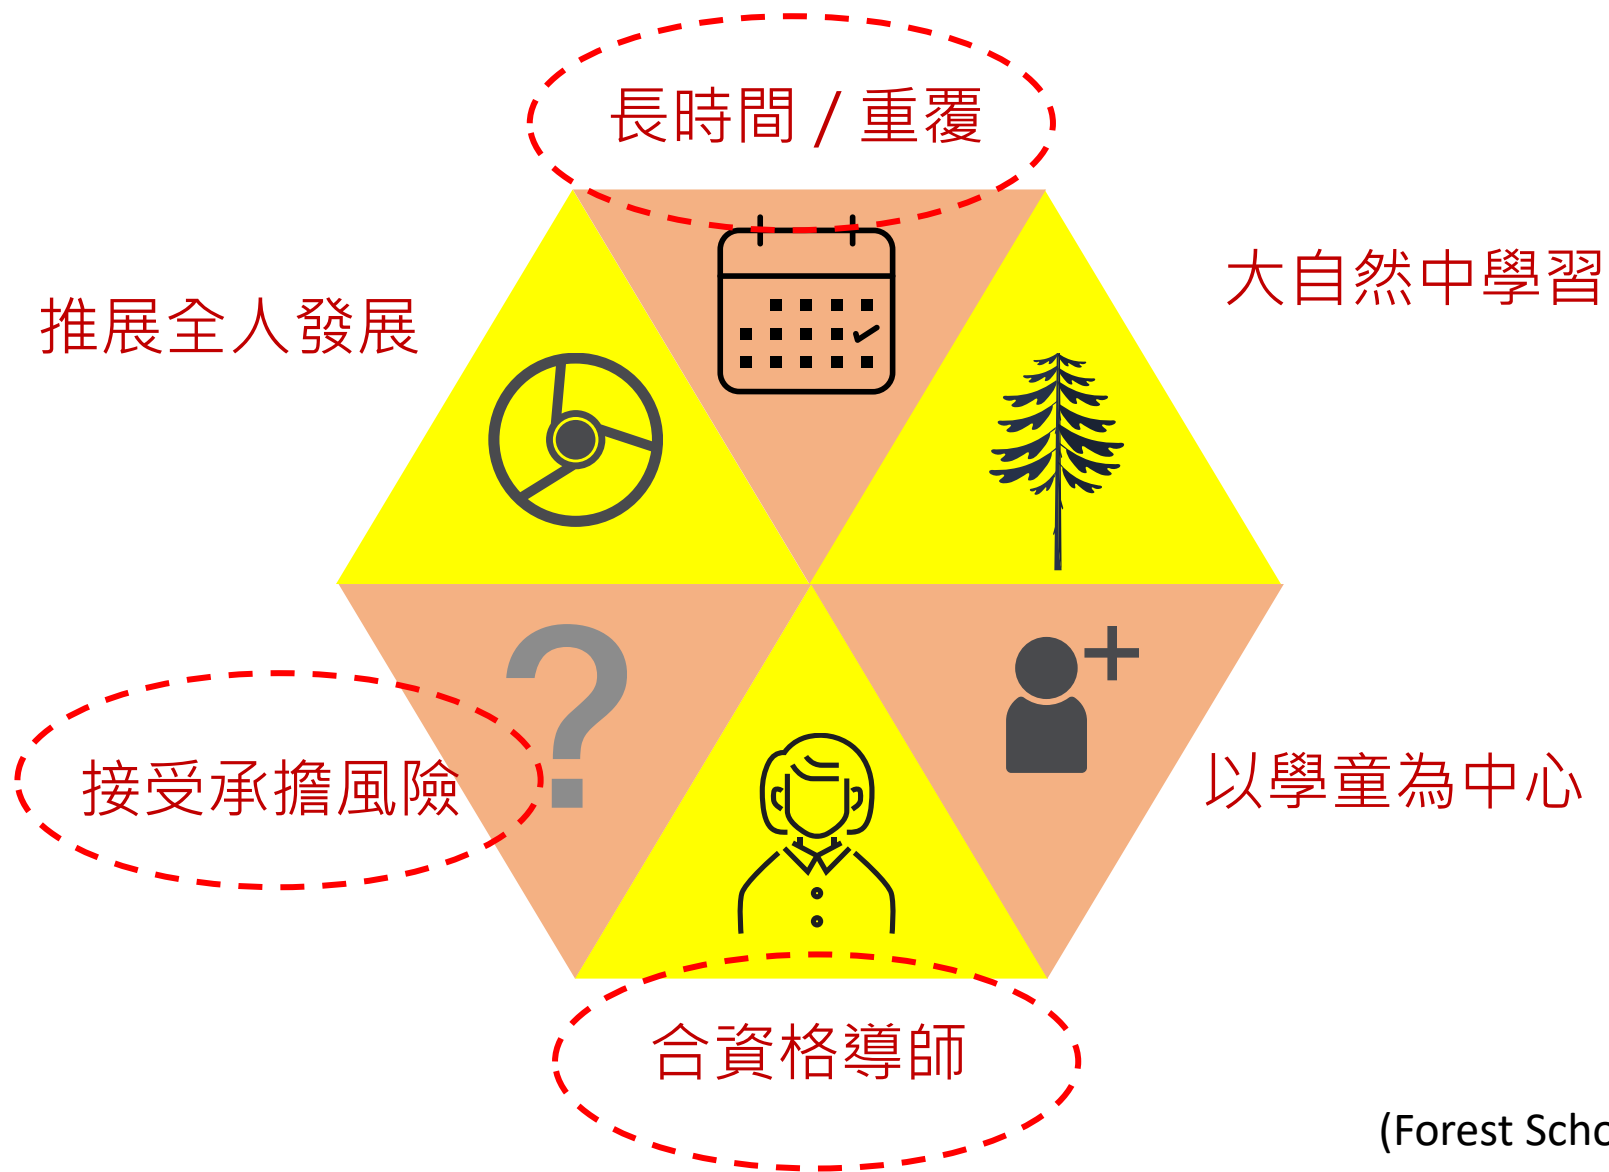 長時間 / 重覆
大自然中學習
推展全人發展
接受承擔風險
以學童為中心
合資格導師
(Forest